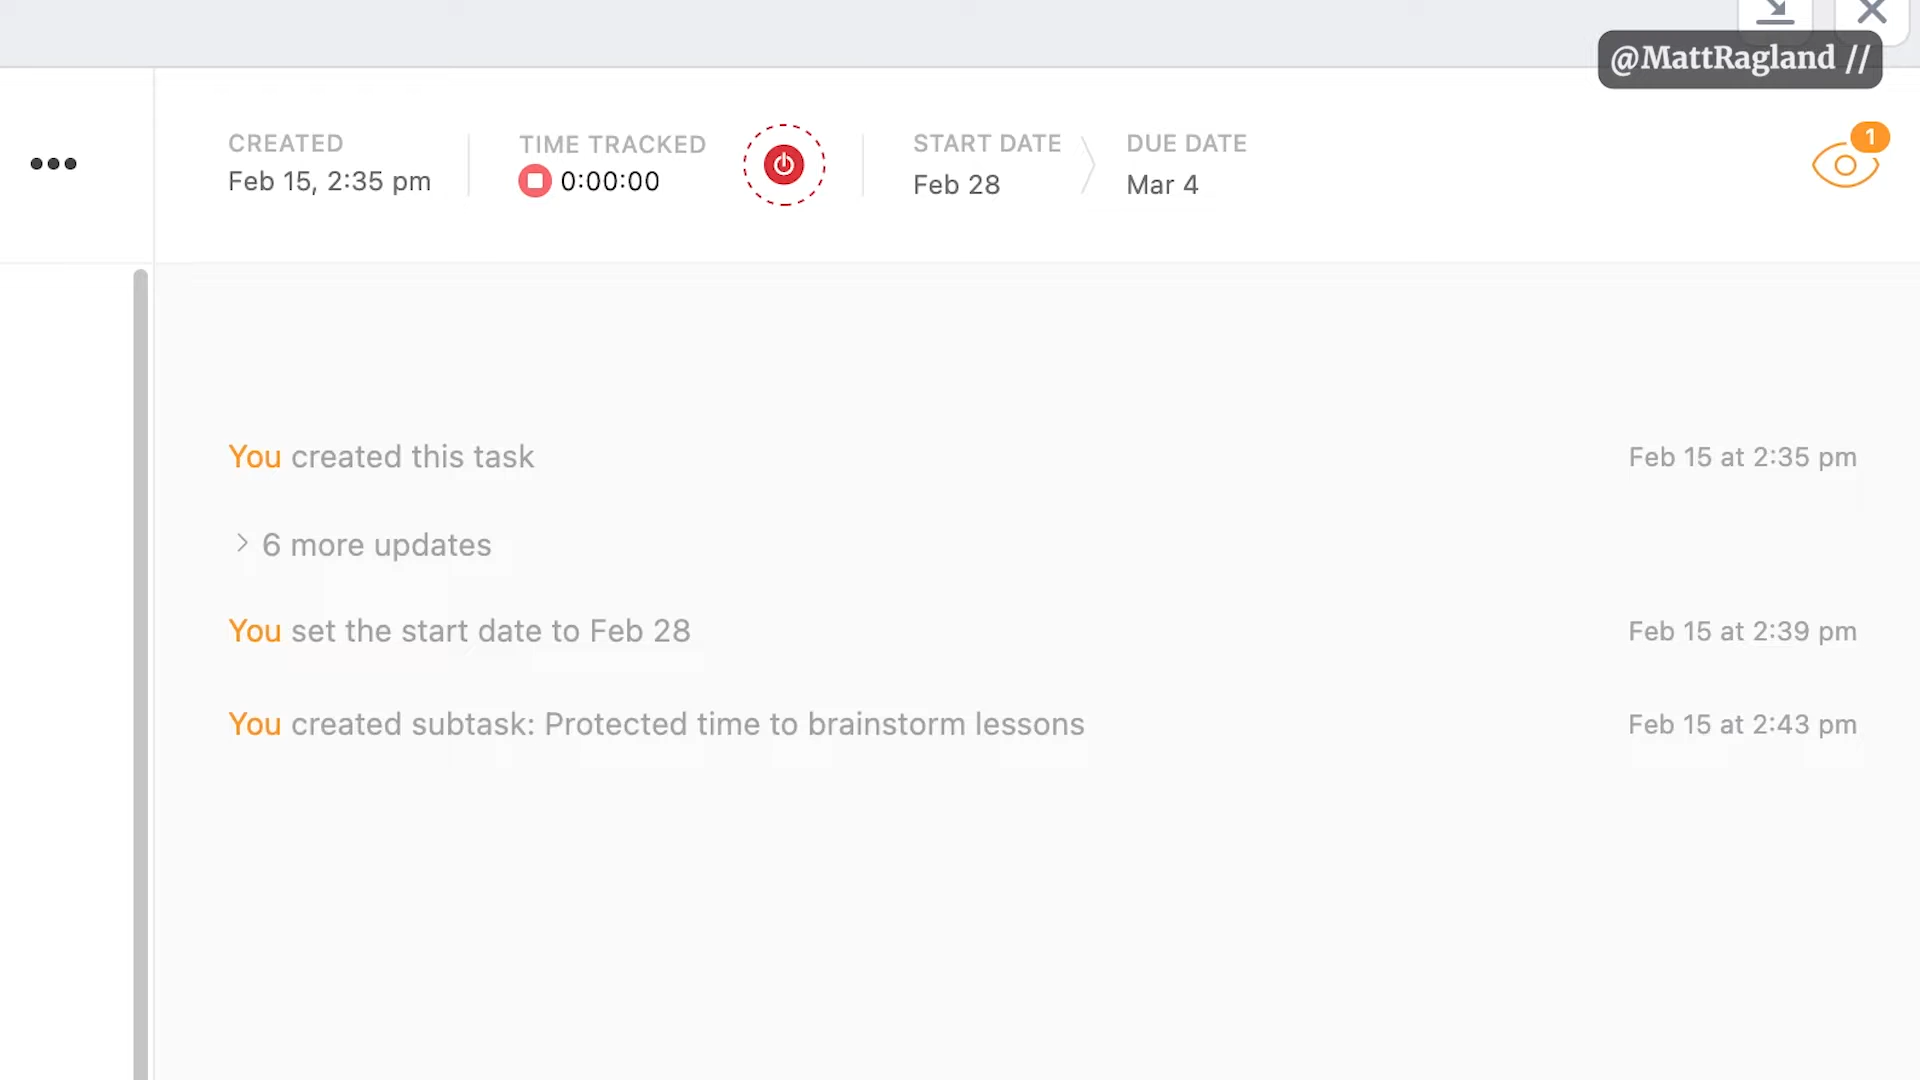 @MattRagland //
CREATED
Feb 15, 2:35 pm
TIME TRACKED
0:00:00
START DATE
Feb 28
DUE DATE
Mar 4
1
You created this task
Feb 15 at 2:35 pm
6 more updates
You set the start date to Feb 28
Feb 15 at 2:39 pm
You created subtask: Protected time to brainstorm lessons
Feb 15 at 2:43 pm